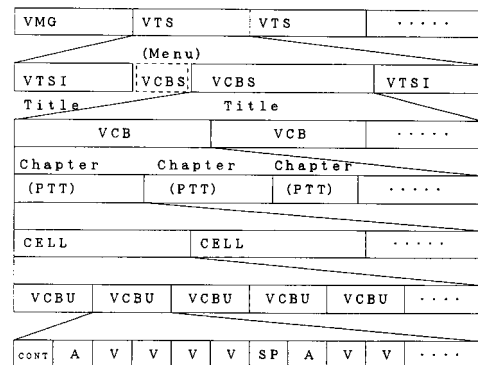 VMG VTS VTS ·····
(Menu)
VTSI VCBS VCBS VTSI
Title Title
VCB VCB ·····
Chapter Chapter Chapter
(PTT) (PTT) (PTT) ·····
CELL CELL ·····
VCBU VCBU VCBU VCBU VCBU ····
CONT A V V V V SP A V V ····